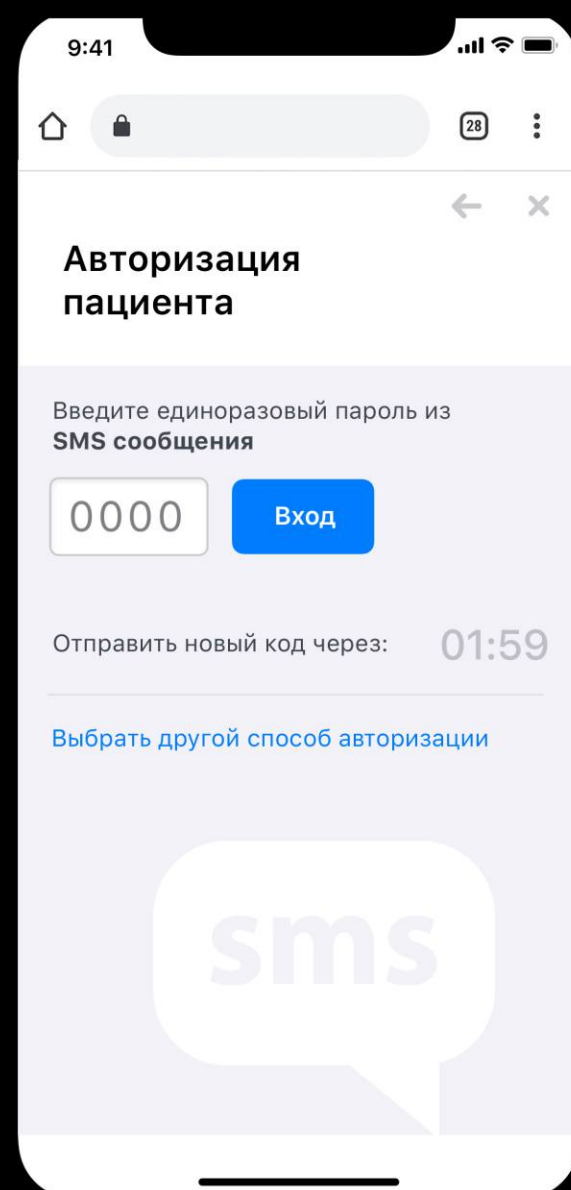 9:41
28
Авторизация
пациента
Введите единоразовый пароль из
SMS сообщения
0000
Вход
Отправить новый код через:
01:59
Выбрать другой способ авторизации
sms